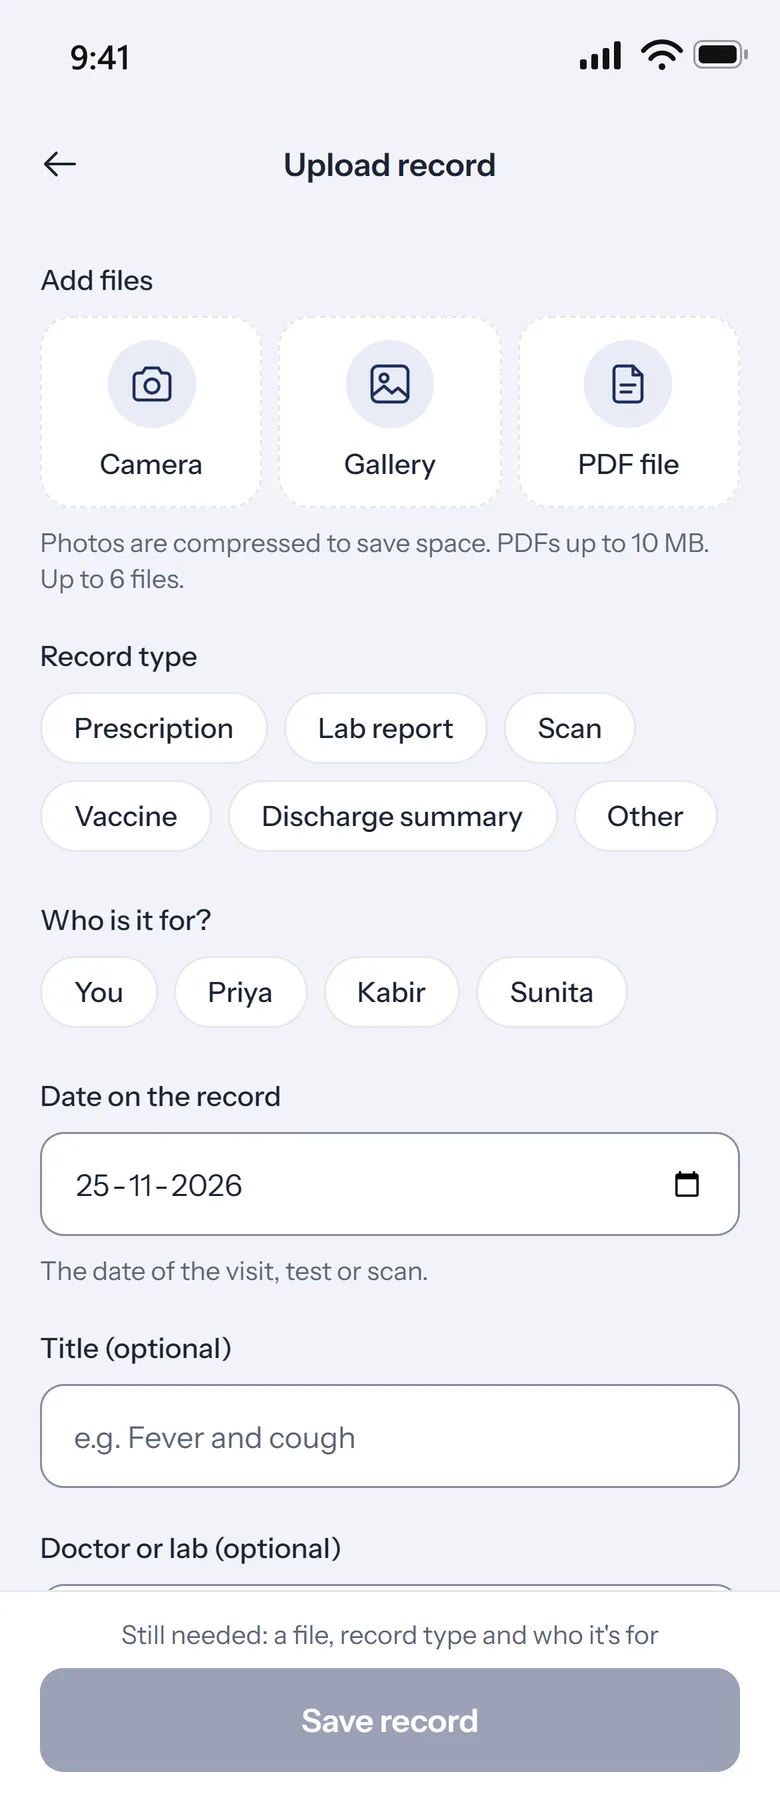 9:41
Upload record
Add files
Camera
Gallery
PDF file
Photos are compressed to save space. PDFs up to 10 MB.
Up to 6 files.
Record type
Prescription
Lab report
Scan
Vaccine
Discharge summary
Other
Who is it for?
You
Priya
Kabir
Sunita
Date on the record
25-11-2026
The date of the visit, test or scan.
Title (optional)
e.g. Fever and cough
Doctor or lab (optional)
Still needed: a file, record type and who it's for
Save record